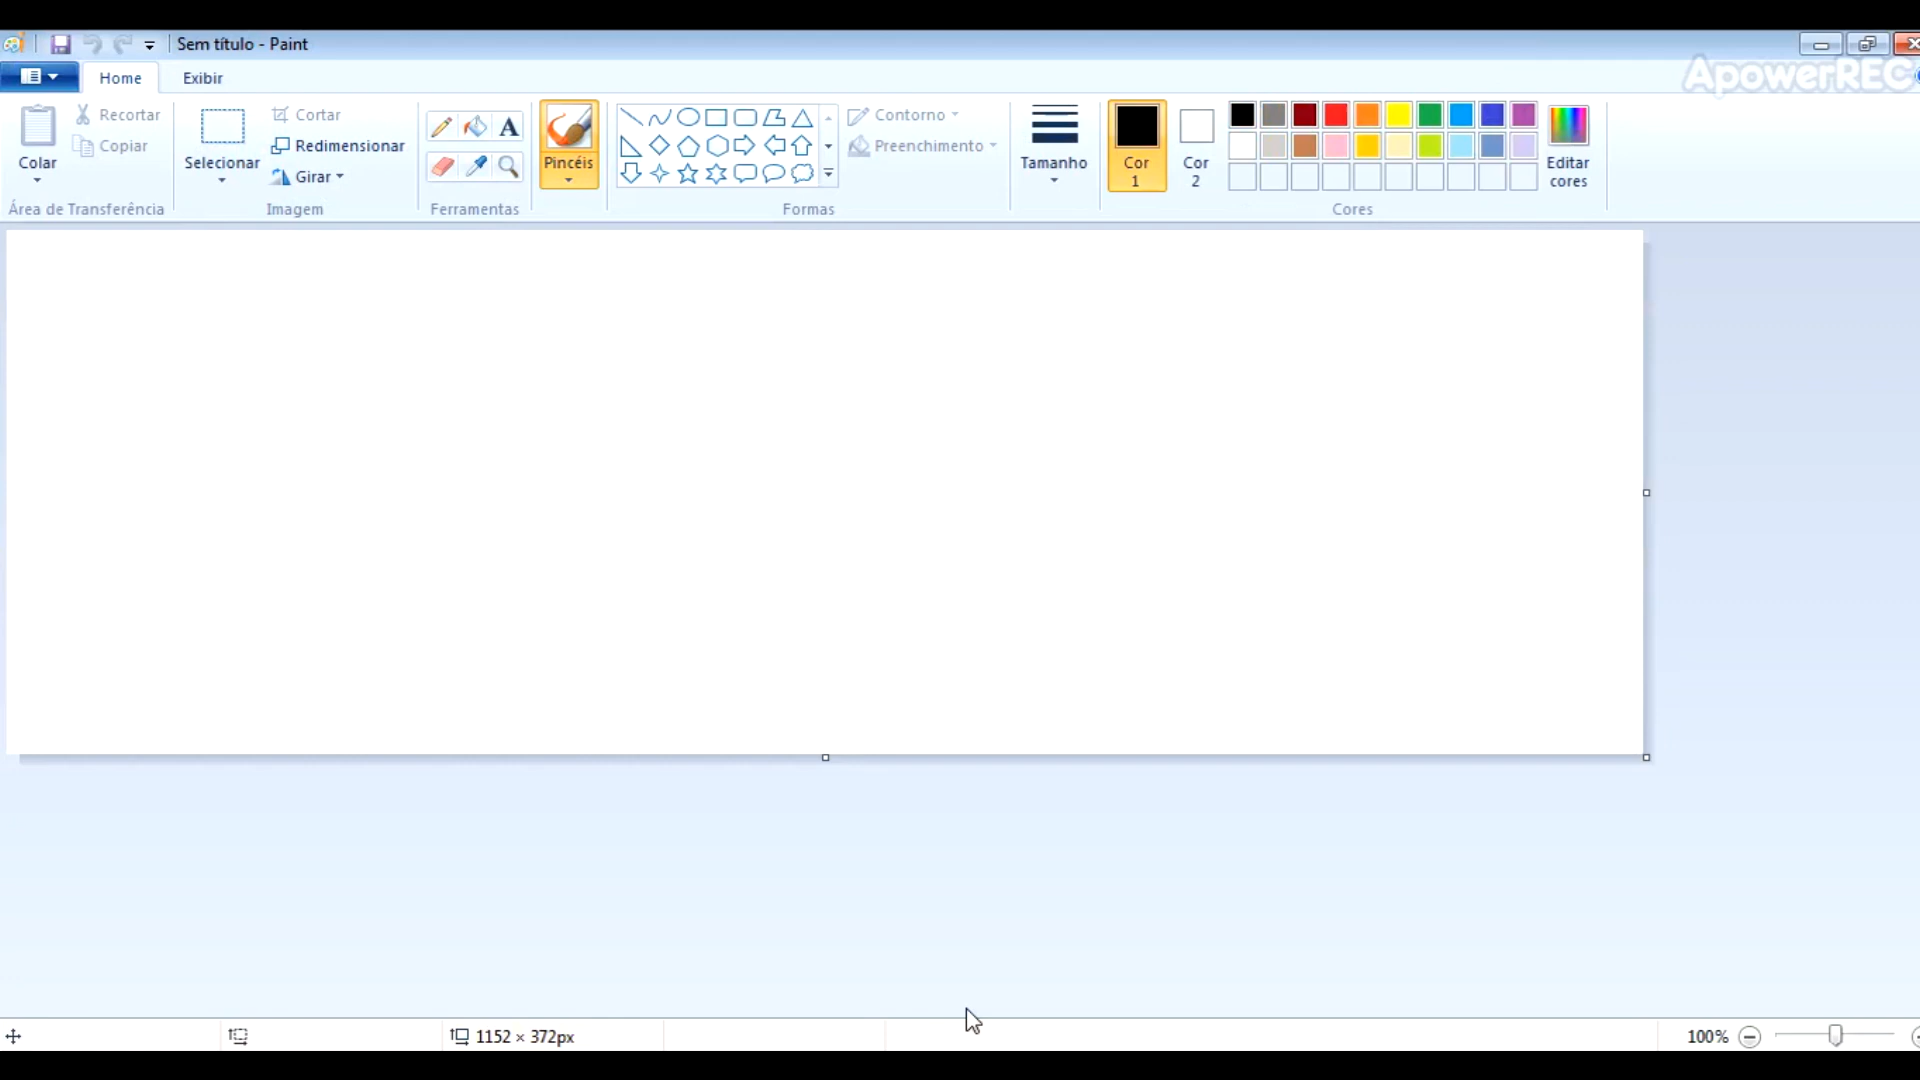 Sem título - Paint
Home Exibir
ApowerREC
Colar
Recortar
Copiar
Área de Transferência
Selecionar
Cortar
Redimensionar
Girar
Imagem
A
Ferramentas
Pincéis
Contorno
Preenchimento
Formas
Tamanho
Cor 1
Cor 2
Editar cores
Cores
1152 × 372px
100%